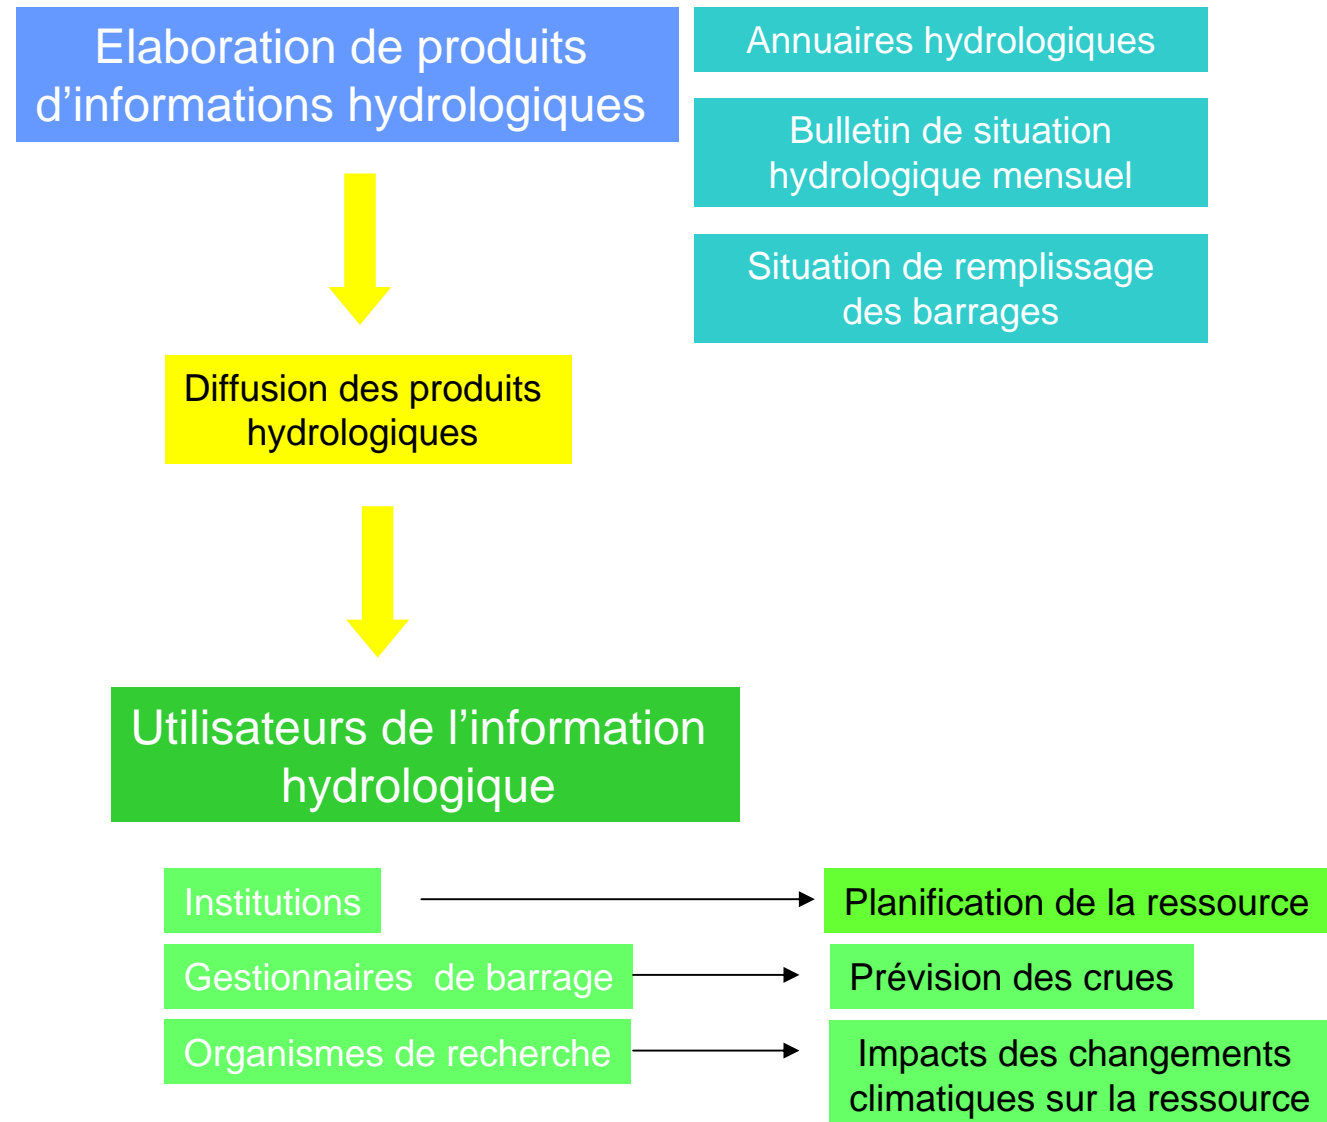 Elaboration de produits
d’informations hydrologiques
Annuaires hydrologiques
Bulletin de situation
hydrologique mensuel
Situation de remplissage
des barrages
Diffusion des produits
hydrologiques
Utilisateurs de l’information
hydrologique
Institutions
Planification de la ressource
Gestionnaires de barrage
Prévision des crues
Organismes de recherche
Impacts des changements
climatiques sur la ressource